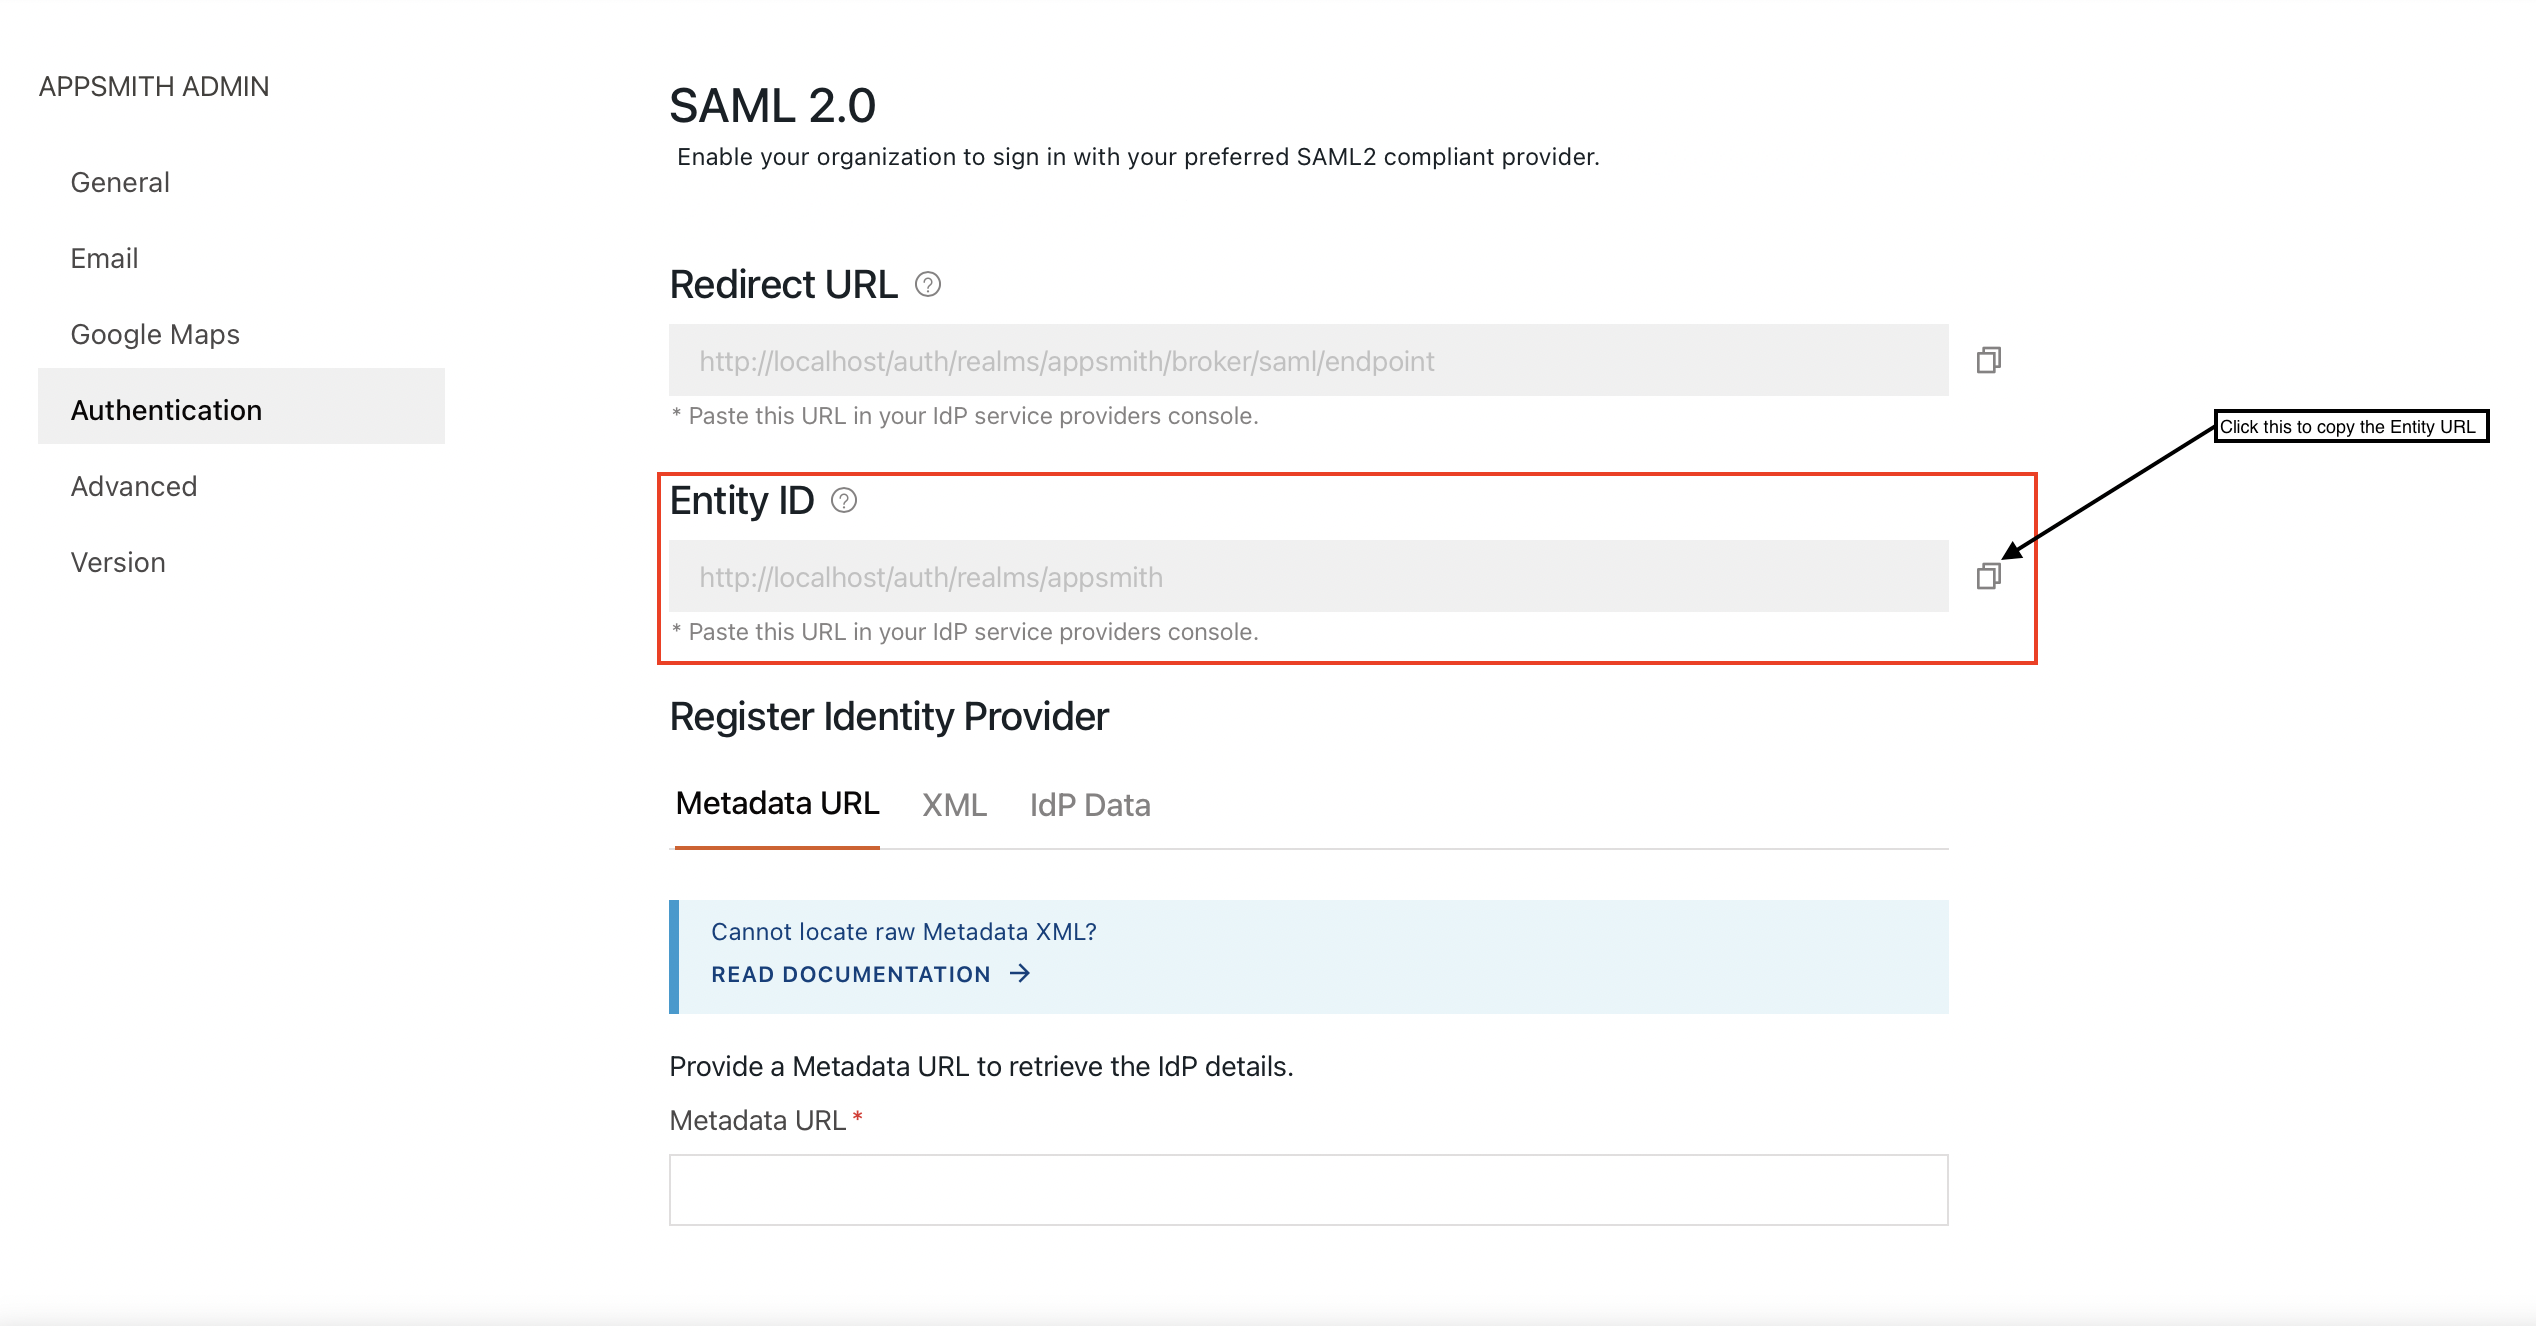 APPSMITH ADMIN
General
Email
Google Maps
Authentication
Advanced
Version
SAML 2.0
Enable your organization to sign in with your preferred SAML2 compliant provider.
Redirect URL
http://localhost/auth/realms/appsmith/broker/saml/endpoint
* Paste this URL in your IdP service providers console.
Click this to copy the Entity URL
Entity ID
http://localhost/auth/realms/appsmith
* Paste this URL in your IdP service providers console.
Register Identity Provider
Metadata URL XML IdP Data
Cannot locate raw Metadata XML?
READ DOCUMENTATION →
Provide a Metadata URL to retrieve the IdP details.
Metadata URL *